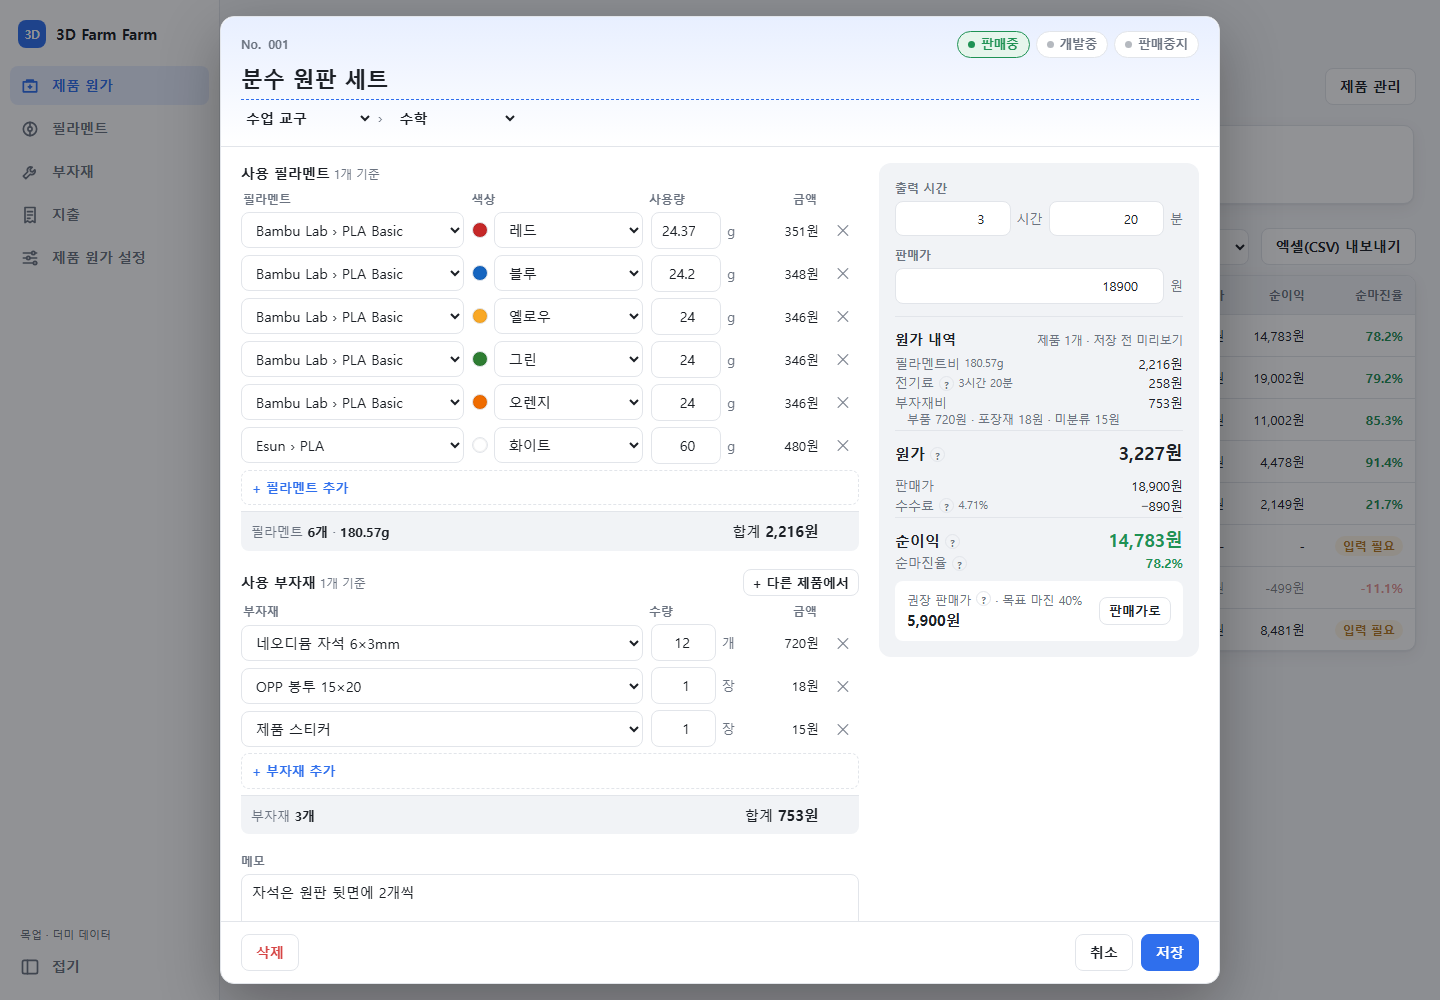 3D 3D Farm Farm
제품 원가
필라멘트
부자재
지출
제품 원가 설정
목업 · 더미 데이터
접기
No. 001
판매중
개발중
판매중지
분수 원판 세트
수업 교구 › 수학
사용 필라멘트 1개 기준
필라멘트 색상 사용량 금액
Bambu Lab › PLA Basic 레드 24.37 g 351원
Bambu Lab › PLA Basic 블루 24.2 g 348원
Bambu Lab › PLA Basic 옐로우 24 g 346원
Bambu Lab › PLA Basic 그린 24 g 346원
Bambu Lab › PLA Basic 오렌지 24 g 346원
Esun › PLA 화이트 60 g 480원
+ 필라멘트 추가
필라멘트 6개 · 180.57g 합계 2,216원
사용 부자재 1개 기준 + 다른 제품에서
부자재 수량 금액
네오디뮴 자석 6×3mm 12 개 720원
OPP 봉투 15×20 1 장 18원
제품 스티커 1 장 15원
+ 부자재 추가
부자재 3개 합계 753원
메모
자석은 원판 뒷면에 2개씩
출력 시간
3 시간 20 분
판매가
18900 원
원가 내역 제품 1개 · 저장 전 미리보기
필라멘트비 180.57g 2,216원
전기료 ? 3시간 20분 258원
부자재비 753원
부품 720원 · 포장재 18원 · 미분류 15원
원가 ? 3,227원
판매가 18,900원
수수료 ? 4.71% −890원
순이익 ? 14,783원
순마진율 ? 78.2%
권장 판매가 ? · 목표 마진 40%
5,900원
판매가로
삭제
취소
저장
제품 관리
엑셀(CSV) 내보내기
순이익 순마진율
14,783원 78.2%
19,002원 79.2%
11,002원 85.3%
4,478원 91.4%
2,149원 21.7%
- 입력 필요
-499원 -11.1%
8,481원 입력 필요